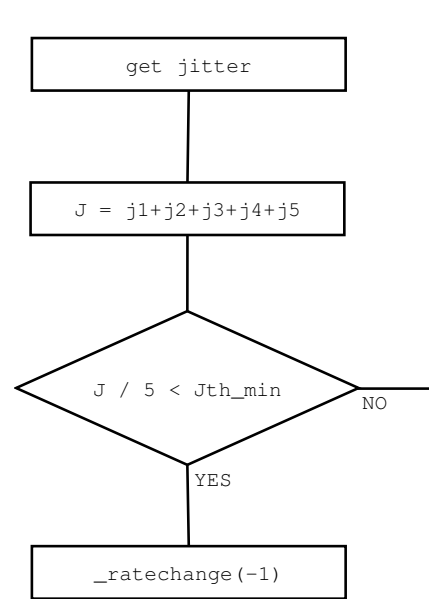 get jitter
J = j1+j2+j3+j4+j5
J / 5 < Jth_min
NO
YES
_ratechange(-1)